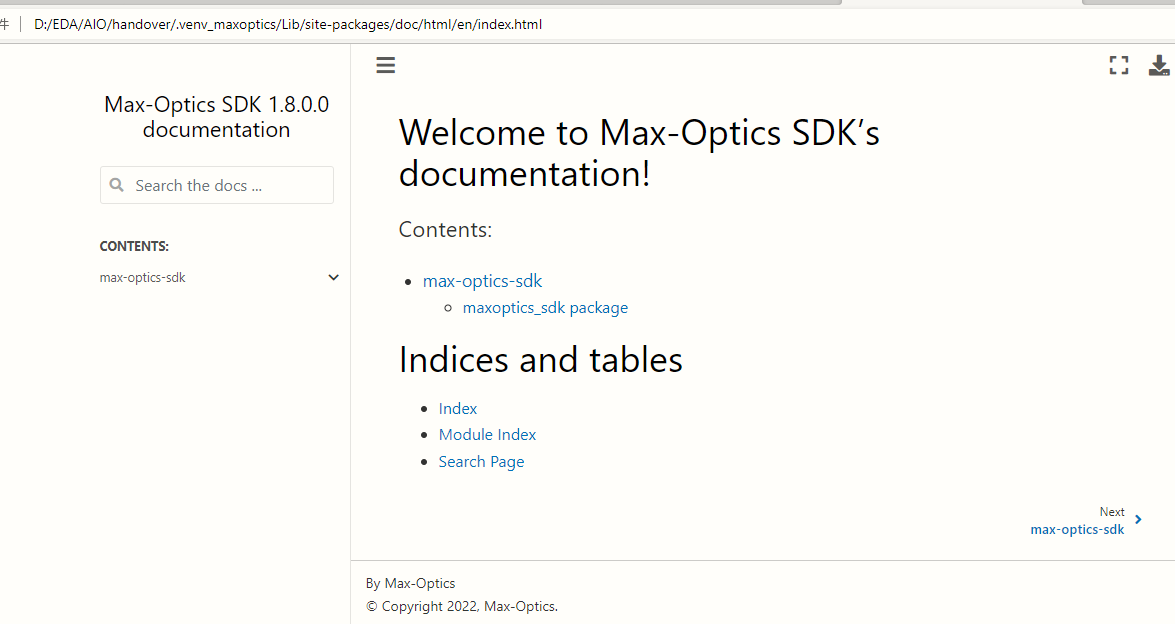 件 D:/EDA/AIO/handover/.venv_maxoptics/Lib/site-packages/doc/html/en/index.html
Max-Optics SDK 1.8.0.0
documentation
Search the docs ...
CONTENTS:
max-optics-sdk
Welcome to Max-Optics SDK’s
documentation!
Contents:
max-optics-sdk
maxoptics_sdk package
Indices and tables
Index
Module Index
Search Page
Next
max-optics-sdk
By Max-Optics
© Copyright 2022, Max-Optics.